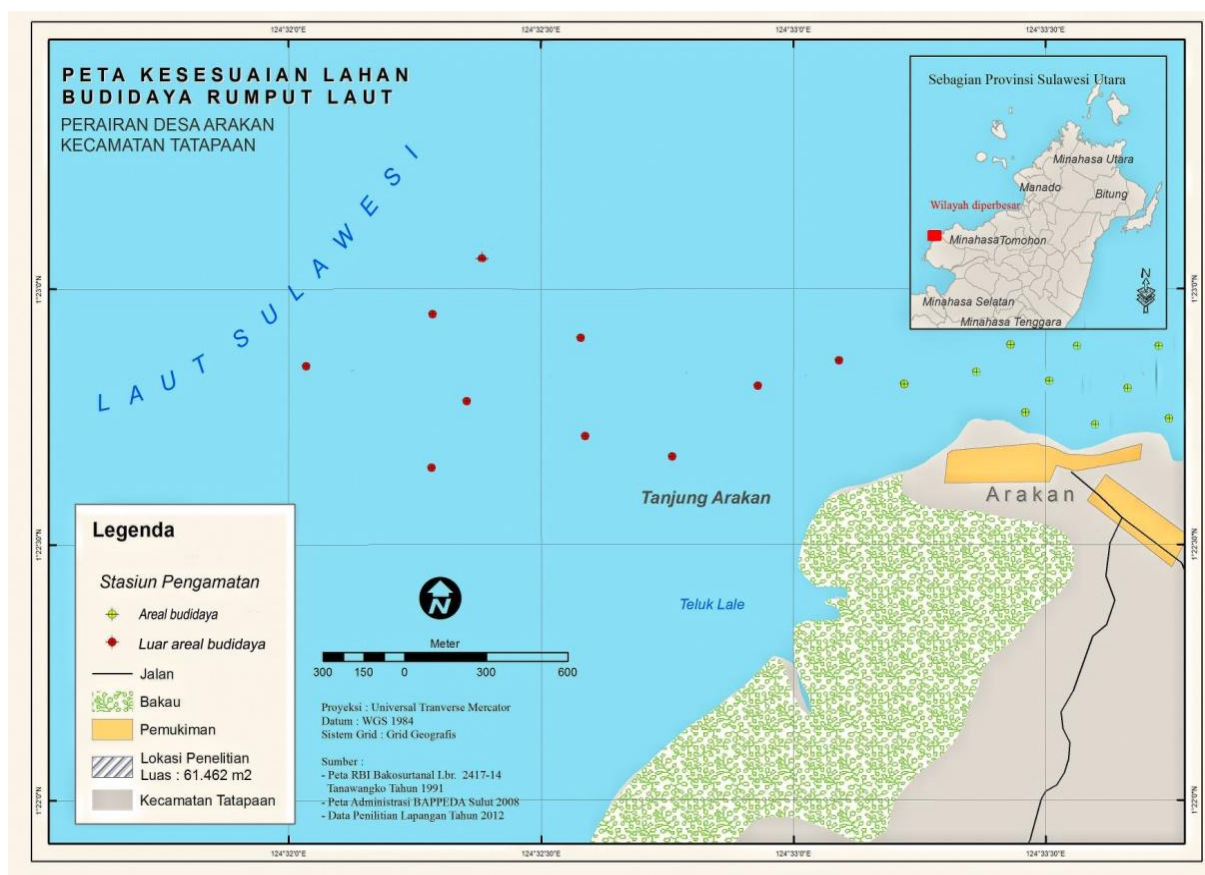 124°32'0"E
124°32'30"E
124°33'0"E
124°33'30"E
PETA KESESUAIAN LAHAN
BUDIDAYA RUMPUT LAUT
PERAIRAN DESA ARAKAN
KECAMATAN TATAPAAN
LAUT SULAWESI
Sebagian Provinsi Sulawesi Utara
Minahasa Utara
Manado
Bitung
Wilayah diperbesar
Minahasa
Tomohon
N
Minahasa Selatan
Minahasa Tenggara
1°23'0"N
1°23'0"N
Tanjung Arakan
Arakan
1°22'30"N
1°22'30"N
Teluk Lale
Legenda
Stasiun Pengamatan
Areal budidaya
Luar areal budidaya
Jalan
Bakau
Pemukiman
Lokasi Penelitian
Luas : 61.462 m2
Kecamatan Tatapaan
N
Meter
300 150 0 300 600
Proyeksi : Universal Tranverse Mercator
Datum : WGS 1984
Sistem Grid : Grid Geografis
Sumber :
- Peta RBI Bakosurtanal Lbr. 2417-14
Tanawangko Tahun 1991
- Peta Administrasi BAPPEDA Sulut 2008
- Data Penilitian Lapangan Tahun 2012
1°22'0"N
1°22'0"N
124°32'0"E
124°32'30"E
124°33'0"E
124°33'30"E